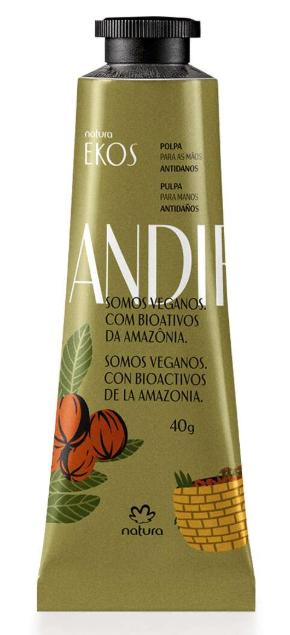 natura
EKOS
POLPA
PARA AS MÃOS
ANTIDANOS
PULPA
PARA MANOS
ANTIDAÑOS
ANDIR
SOMOS VEGANOS.
COM BIOATIVOS
DA AMAZÔNIA.
SOMOS VEGANOS.
CON BIOACTIVOS
DE LA AMAZONIA.
40g
natura